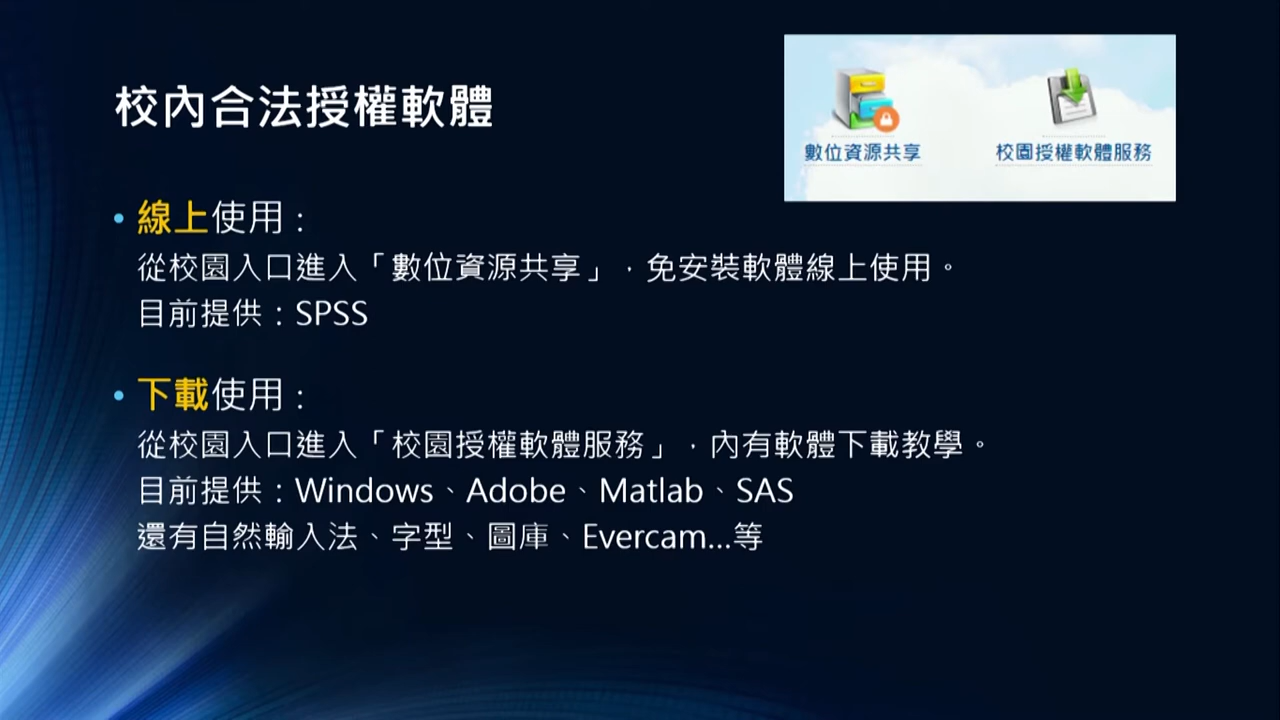 校內合法授權軟體
數位資源共享
校園授權軟體服務
• 線上使用：
從校園入口進入「數位資源共享」，免安裝軟體線上使用。
目前提供：SPSS
• 下載使用：
從校園入口進入「校園授權軟體服務」，內有軟體下載教學。
目前提供：Windows、Adobe、Matlab、SAS
還有自然輸入法、字型、圖庫、Evercam...等